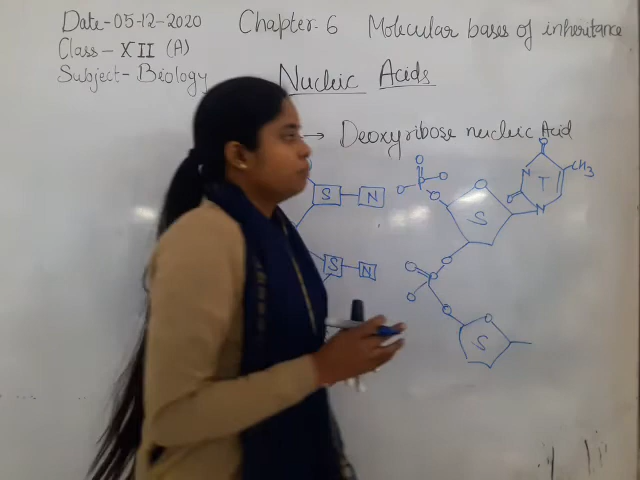 Date-05-12-2020 Chapter-6 Molecular bases of inheritance
Class-XII (A)
Subject-Biology
Nucleic Acids
→ Deoxyribose nucleic Acid
O
O P O O
O
O
N T CH3
O N
S
S N
S N
O
O P
O
O
O
S